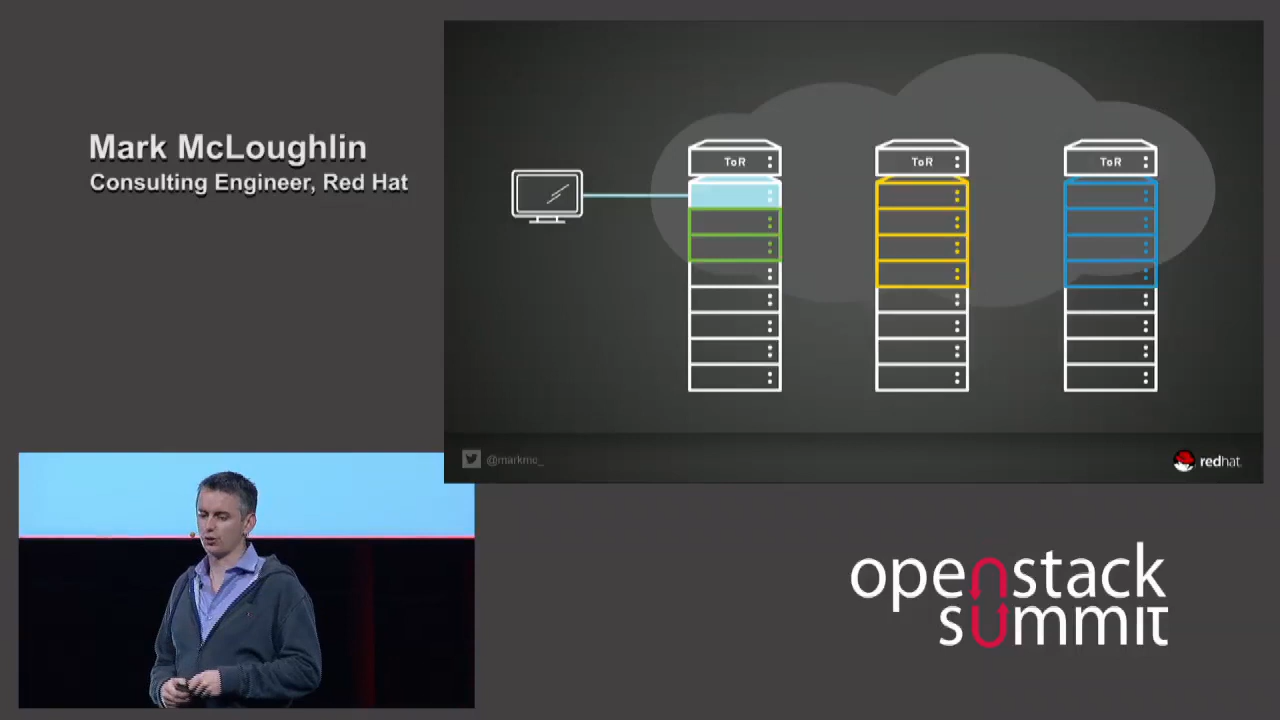 Mark McLoughlin
Consulting Engineer, Red Hat
ToR
ToR
ToR
@markmc_
redhat.
openstack
summit